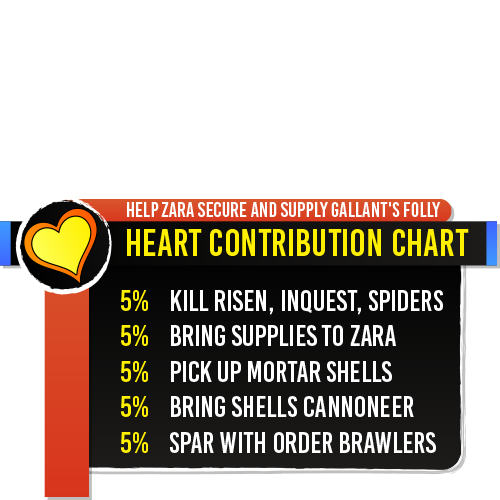 HELP ZARA SECURE AND SUPPLY GALLANT'S FOLLY
HEART CONTRIBUTION CHART
5% KILL RISEN, INQUEST, SPIDERS
5% BRING SUPPLIES TO ZARA
5% PICK UP MORTAR SHELLS
5% BRING SHELLS CANNONEER
5% SPAR WITH ORDER BRAWLERS